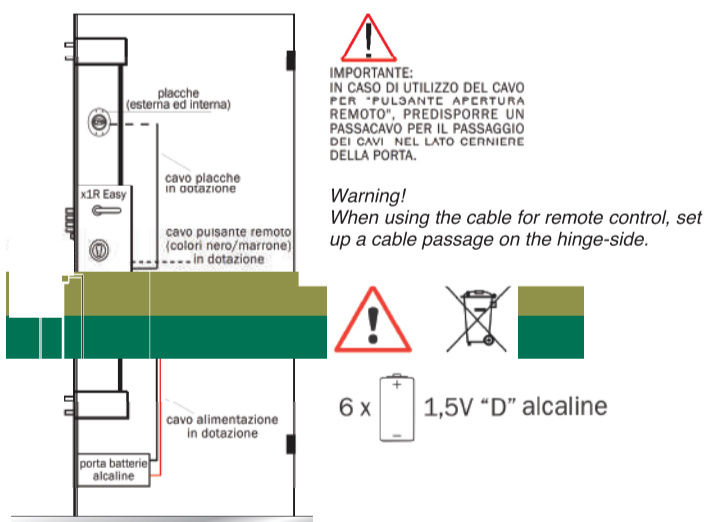 placche
(esterna ed interna)
cavo placche
in dotazione
x1R Easy
cavo pulsante remoto
(colori nero/marrone)
in dotazione
cavo alimentazione
in dotazione
porta batterie
alcaline
IMPORTANTE:
IN CASO DI UTILIZZO DEL CAVO
PER "PULSANTE APERTURA
REMOTO", PREDISPORRE UN
PASSACAVO PER IL PASSAGGIO
DEI CAVI NEL LATO CERNIERE
DELLA PORTA.
Warning!
When using the cable for remote control, set
up a cable passage on the hinge-side.
6 x
+
–
1,5V “D” alcaline